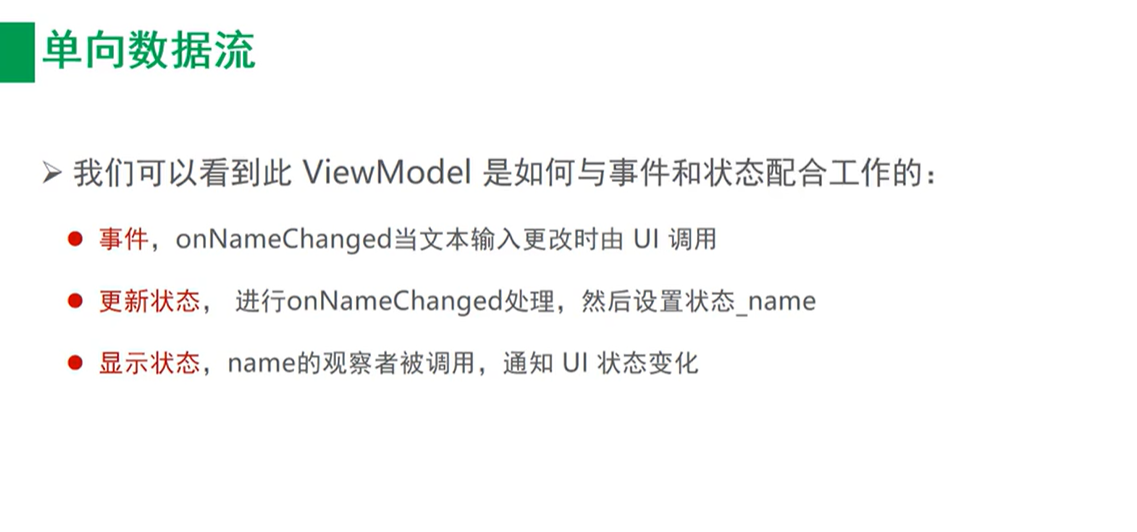 单向数据流
我们可以看到此 ViewModel 是如何与事件和状态配合工作的：
事件，onNameChanged当文本输入更改时由 UI 调用
更新状态， 进行onNameChanged处理，然后设置状态_name
显示状态，name的观察者被调用，通知 UI 状态变化